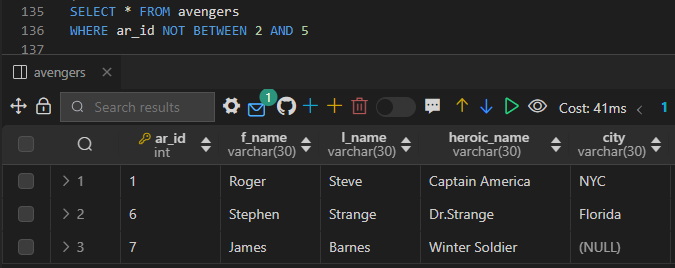 135 SELECT * FROM avengers
136 WHERE ar_id NOT BETWEEN 2 AND 5
137
avengers
Search results 1 Cost: 41ms 1
ar_id f_name l_name heroic_name city
int varchar(30) varchar(30) varchar(30) varchar(30)
1 1 Roger Steve Captain America NYC
2 6 Stephen Strange Dr.Strange Florida
3 7 James Barnes Winter Soldier (NULL)